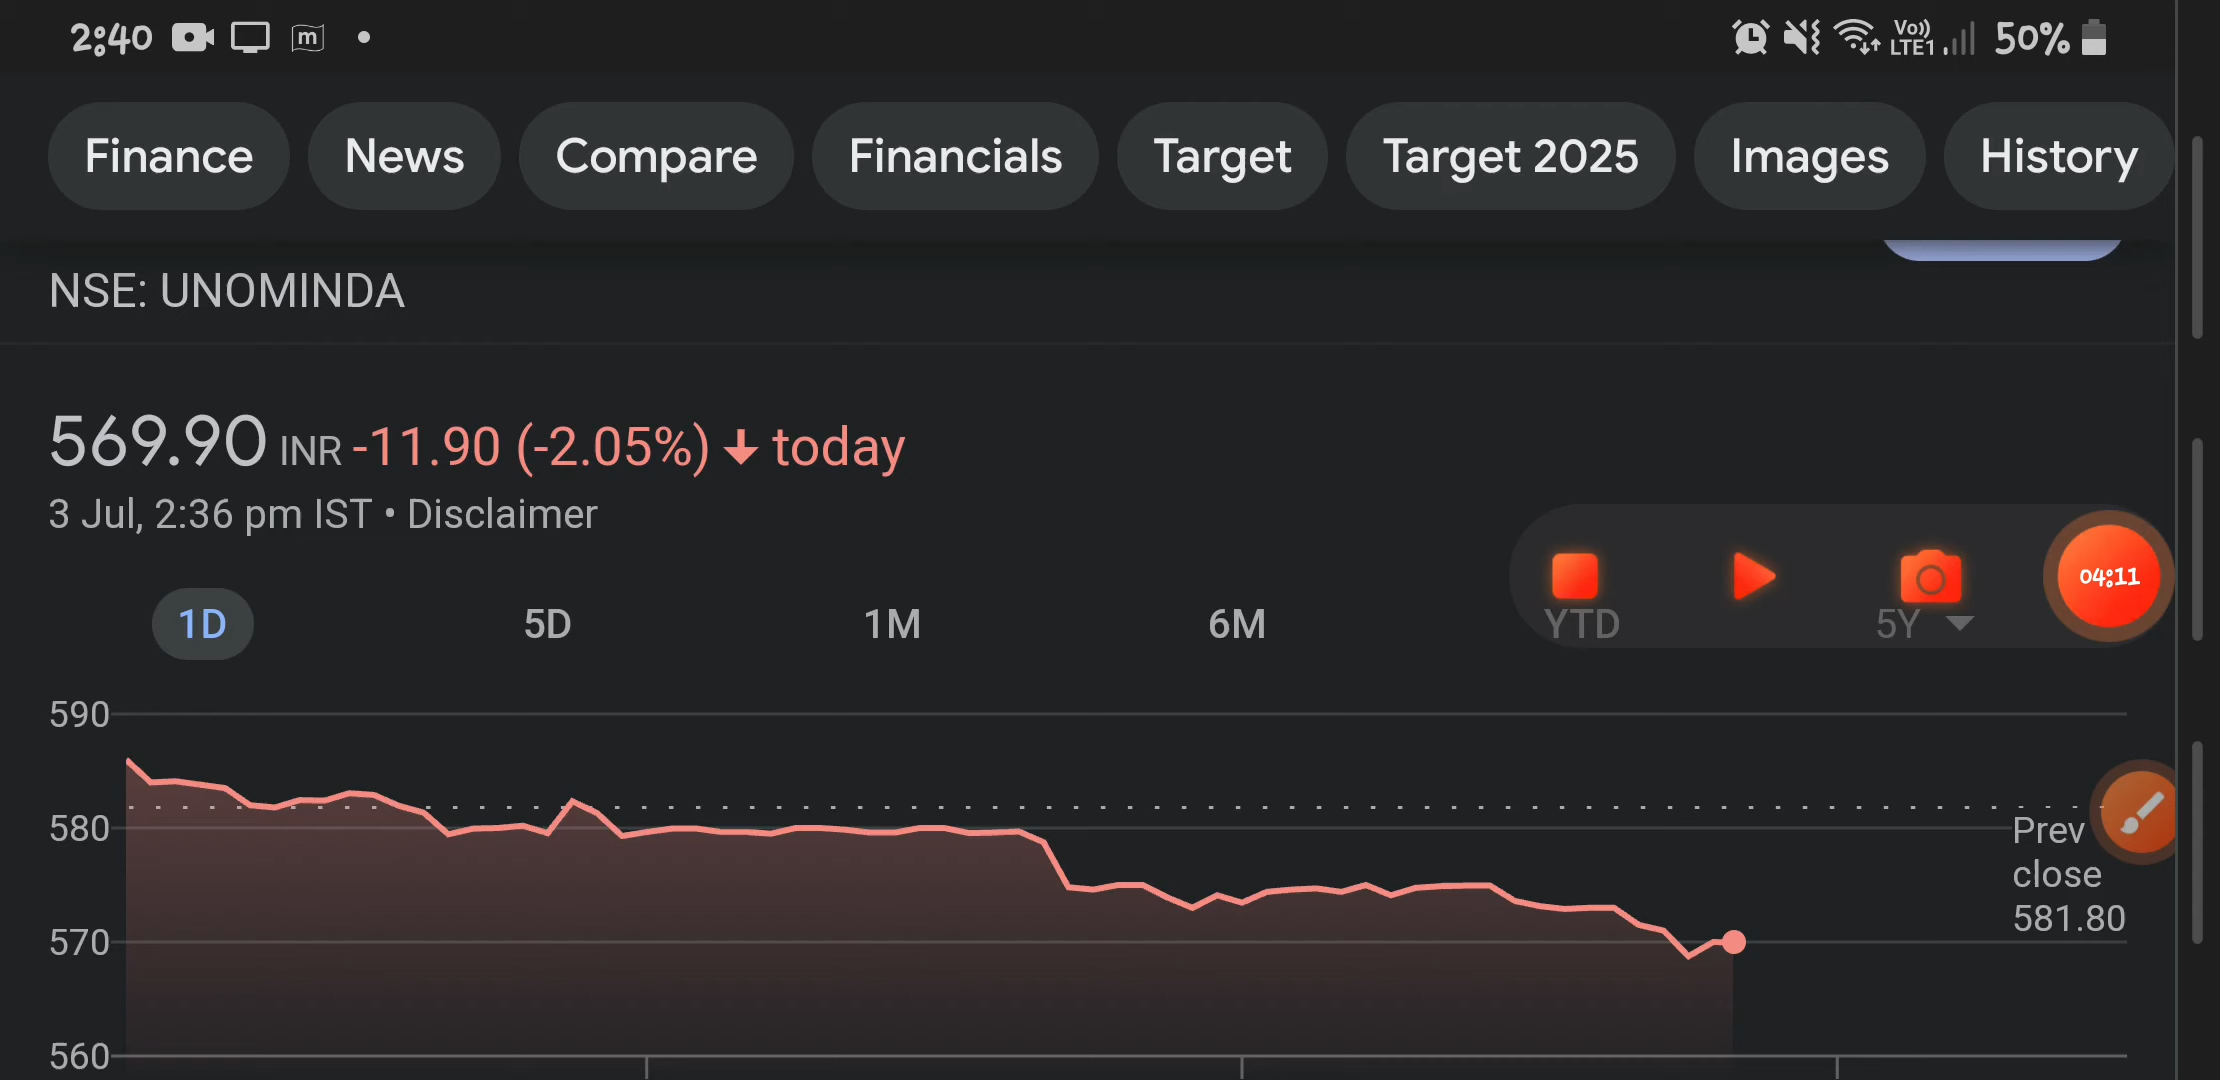 2:40 m Vo)) LTE1 50%
Finance News Compare Financials Target Target 2025 Images History
NSE: UNOMINDA
569.90 INR -11.90 (-2.05%) ↓ today
3 Jul, 2:36 pm IST • Disclaimer
04:11
1D 5D 1M 6M YTD 5Y
590
580
570
560
Prev
close
581.80